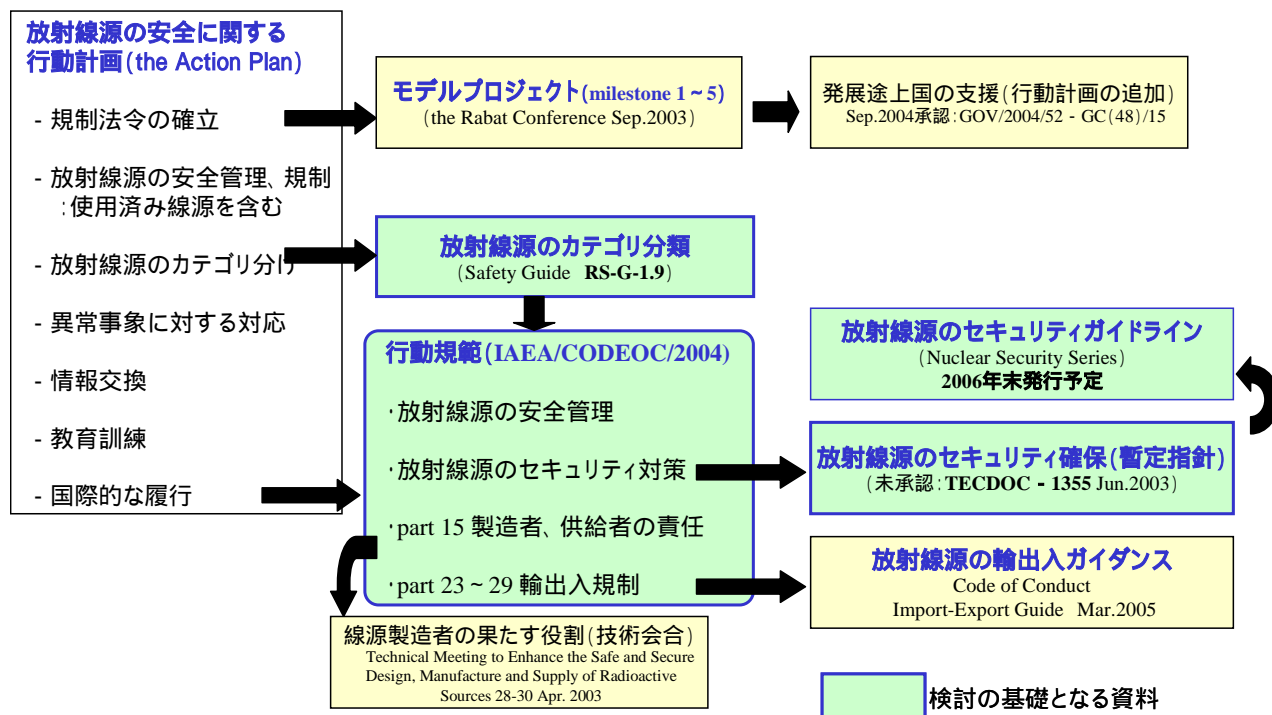 放射線源の安全に関する
行動計画(the Action Plan)
- 規制法令の確立
- 放射線源の安全管理、規制
:使用済み線源を含む
- 放射線源のカテゴリ分け
- 異常事象に対する対応
- 情報交換
- 教育訓練
- 国際的な履行
モデルプロジェクト(milestone 1~5)
(the Rabat Conference Sep.2003)
発展途上国の支援(行動計画の追加)
Sep.2004承認:GOV/2004/52 - GC(48)/15
放射線源のカテゴリ分類
(Safety Guide RS-G-1.9)
行動規範(IAEA/CODEOC/2004)
·放射線源の安全管理
·放射線源のセキュリティ対策
·part 15 製造者、供給者の責任
·part 23~29 輸出入規制
放射線源のセキュリティガイドライン
(Nuclear Security Series)
2006年末発行予定
放射線源のセキュリティ確保(暫定指針)
(未承認:TECDOC - 1355 Jun.2003)
放射線源の輸出入ガイダンス
Code of Conduct
Import-Export Guide Mar.2005
線源製造者の果たす役割(技術会合)
Technical Meeting to Enhance the Safe and Secure
Design, Manufacture and Supply of Radioactive
Sources 28-30 Apr. 2003
検討の基礎となる資料